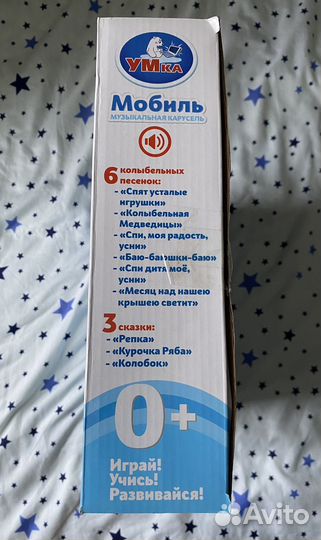 УМка
Мобиль
МУЗЫКАЛЬНАЯ КАРУСЕЛЬ
6 колыбельных
песенок:
- «Спят усталые
игрушки»
- «Колыбельная
Медведицы»
- «Спи, моя радость,
усни»
- «Баю-баюшки-баю»
- «Спи дитя моё,
усни»
- «Месяц над нашею
крышею светит»
3 сказки:
- «Репка»
- «Курочка Ряба»
- «Колобок»
0+
Играй!
Учись!
Развивайся!
Avito